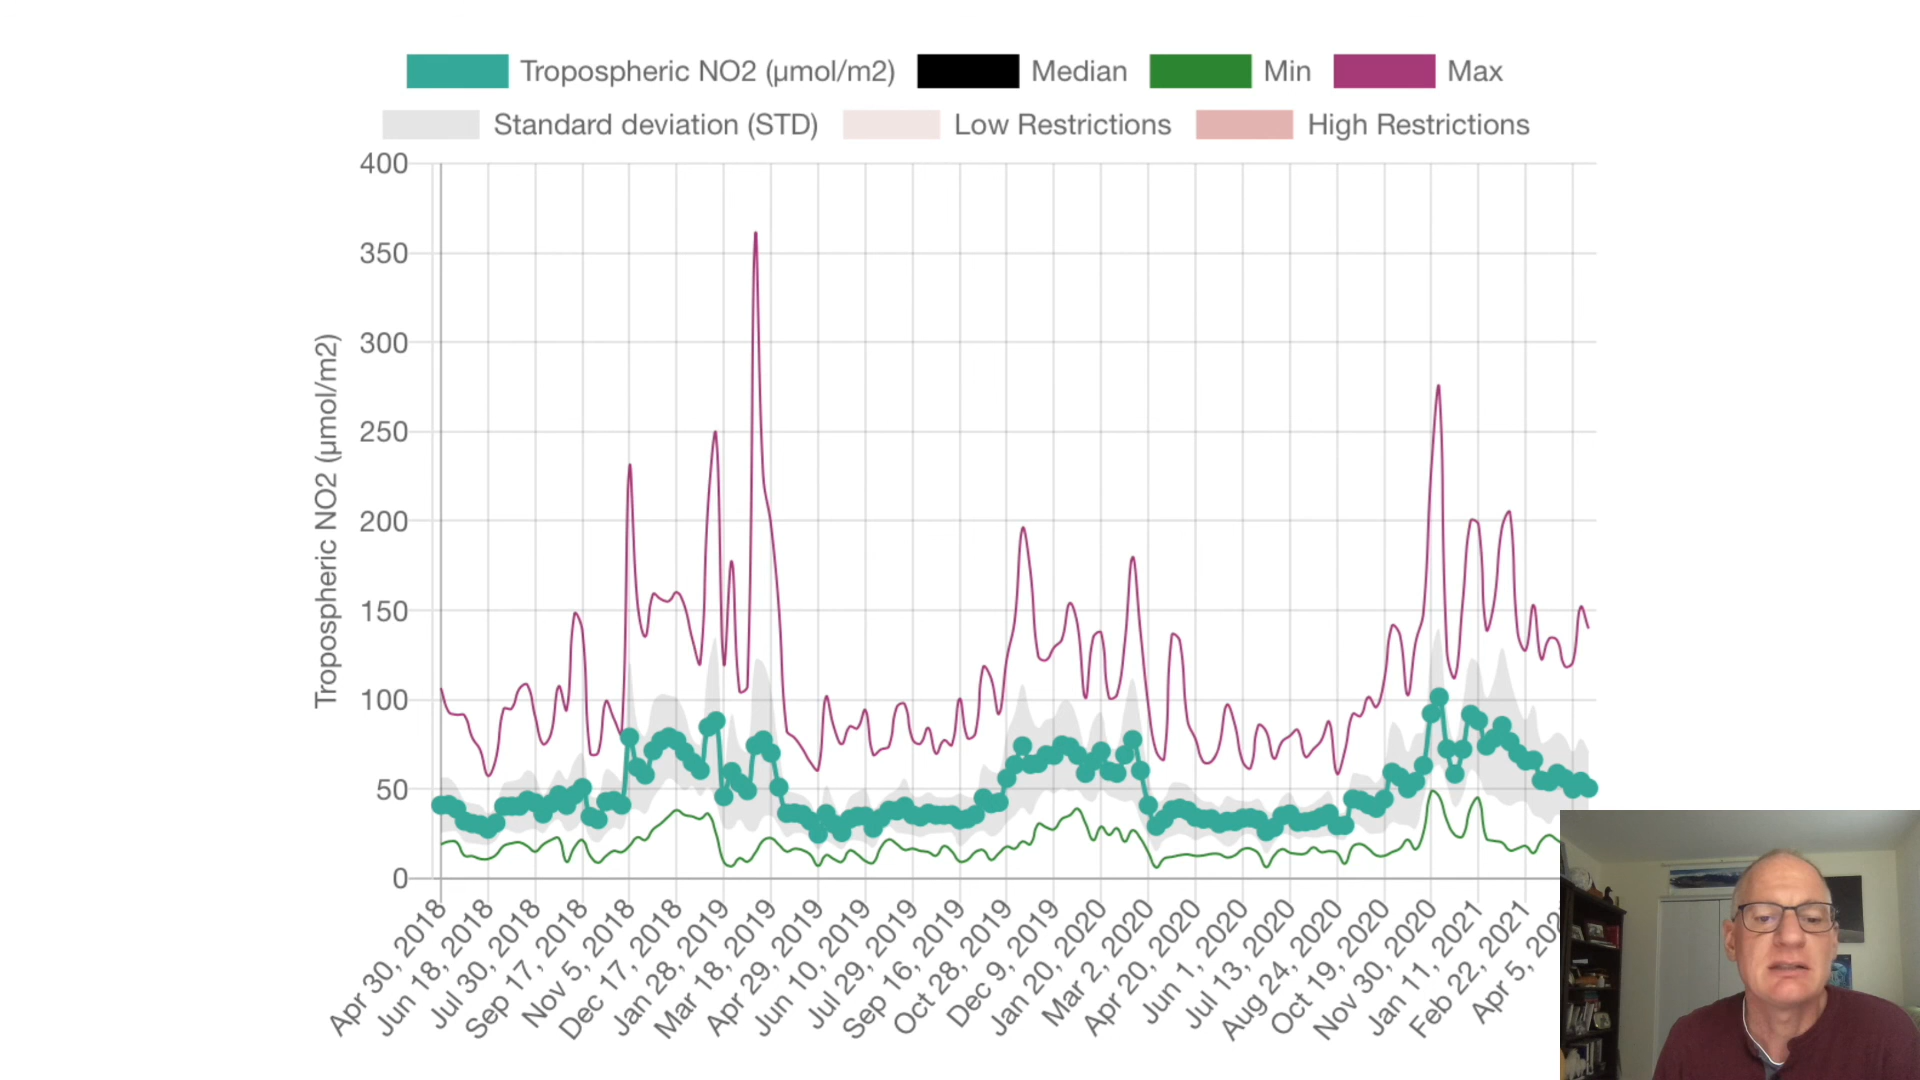 Tropospheric NO2 (µmol/m2) Median Min Max
Standard deviation (STD) Low Restrictions High Restrictions
Tropospheric NO2 (µmol/m2)
400
350
300
250
200
150
100
50
0
Apr 30, 2018
Jun 18, 2018
Jul 30, 2018
Sep 17, 2018
Nov 5, 2018
Dec 17, 2018
Jan 28, 2019
Mar 18, 2019
Apr 29, 2019
Jun 10, 2019
Jul 29, 2019
Sep 16, 2019
Oct 28, 2019
Dec 9, 2019
Jan 20, 2020
Mar 2, 2020
Apr 20, 2020
Jun 1, 2020
Jul 13, 2020
Aug 24, 2020
Oct 19, 2020
Nov 30, 2020
Jan 11, 2021
Feb 22, 2021
Apr 5, 202